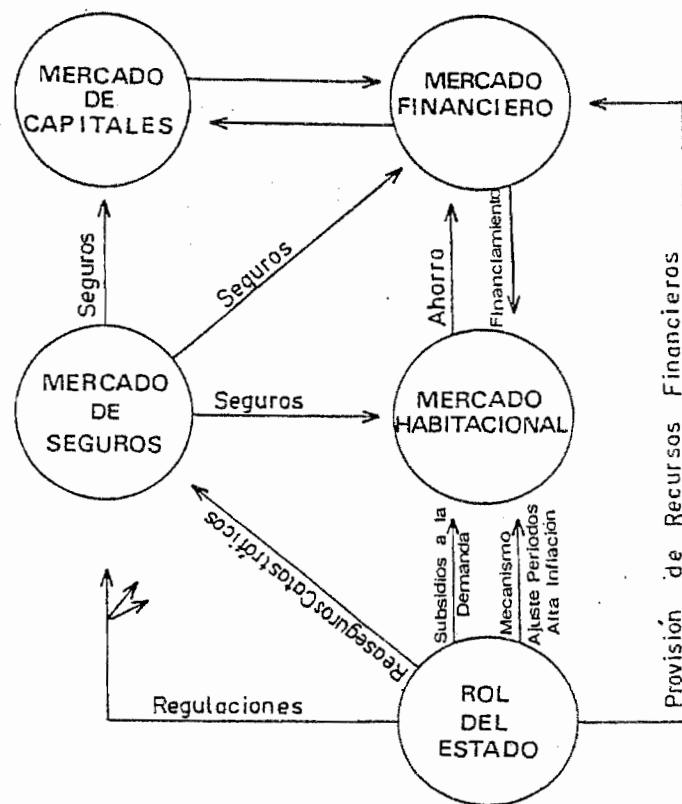 MERCADO
DE
CAPITALES
MERCADO
FINANCIERO
Seguros
Seguros
Ahorro
Financiamiento
MERCADO
DE
SEGUROS
Seguros
MERCADO
HABITACIONAL
Provisión de Recursos Financieros
Reaseguros Catastróficos
Subsidios a la
Demanda
Mecanismo
Ajuste Periodos
Alta Inflación
Regulaciones
ROL
DEL
ESTADO